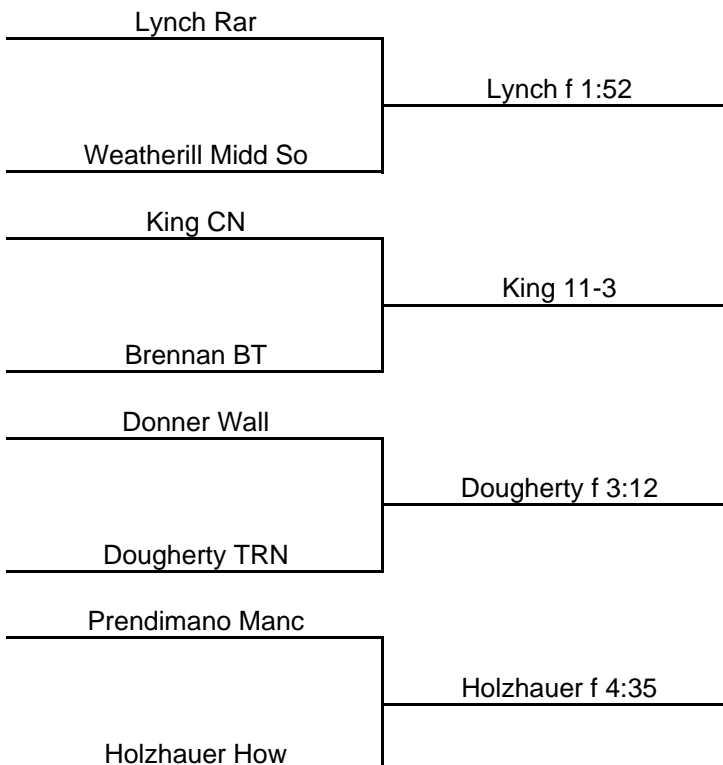 Lynch Rar
Lynch f 1:52
Weatherill Midd So
King CN
King 11-3
Brennan BT
Donner Wall
Dougherty f 3:12
Dougherty TRN
Prendimano Manc
Holzhauer f 4:35
Holzhauer How